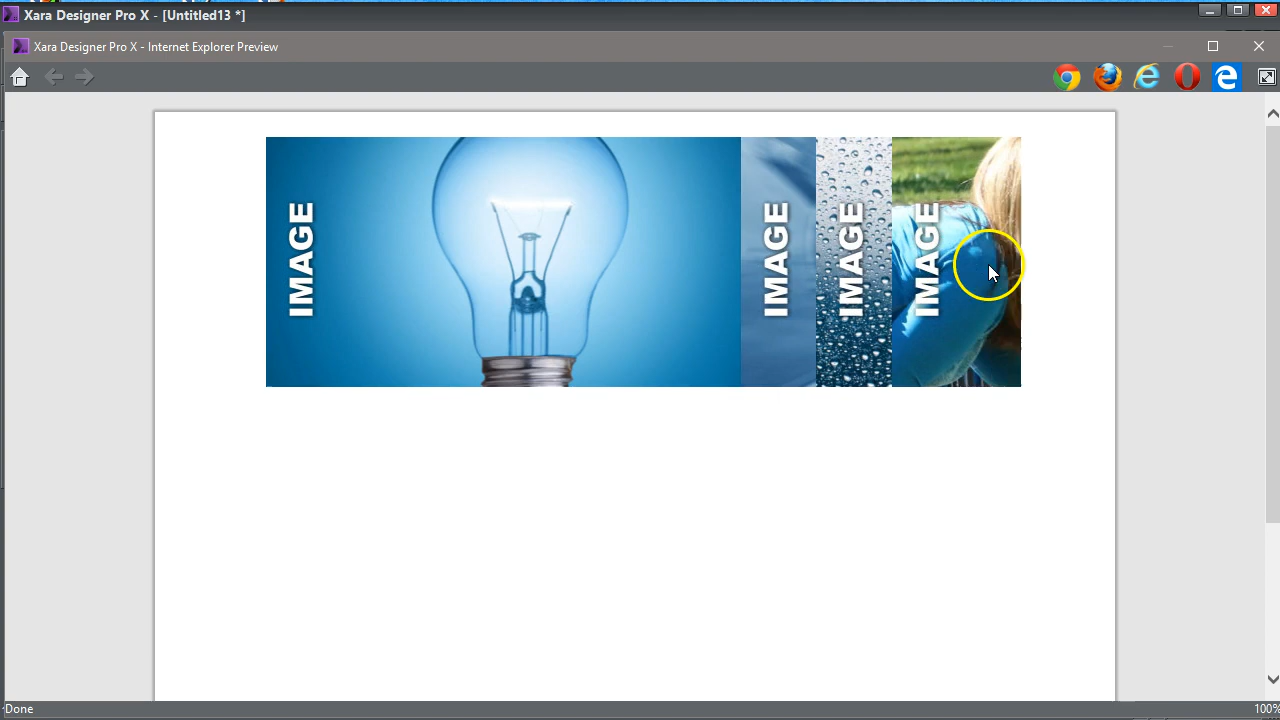 Xara Designer Pro X - [Untitled13 *]
Xara Designer Pro X - Internet Explorer Preview
IMAGE
IMAGE
IMAGE
IMAGE
Done
100%